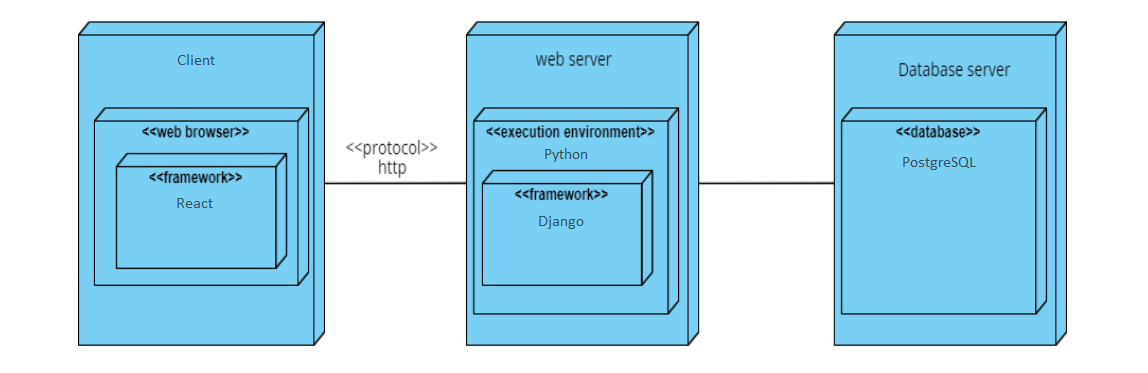 Client
<<web browser>>
<<framework>>
React
<<protocol>>
http
web server
<<execution environment>>
Python
<<framework>>
Django
Database server
<<database>>
PostgreSQL